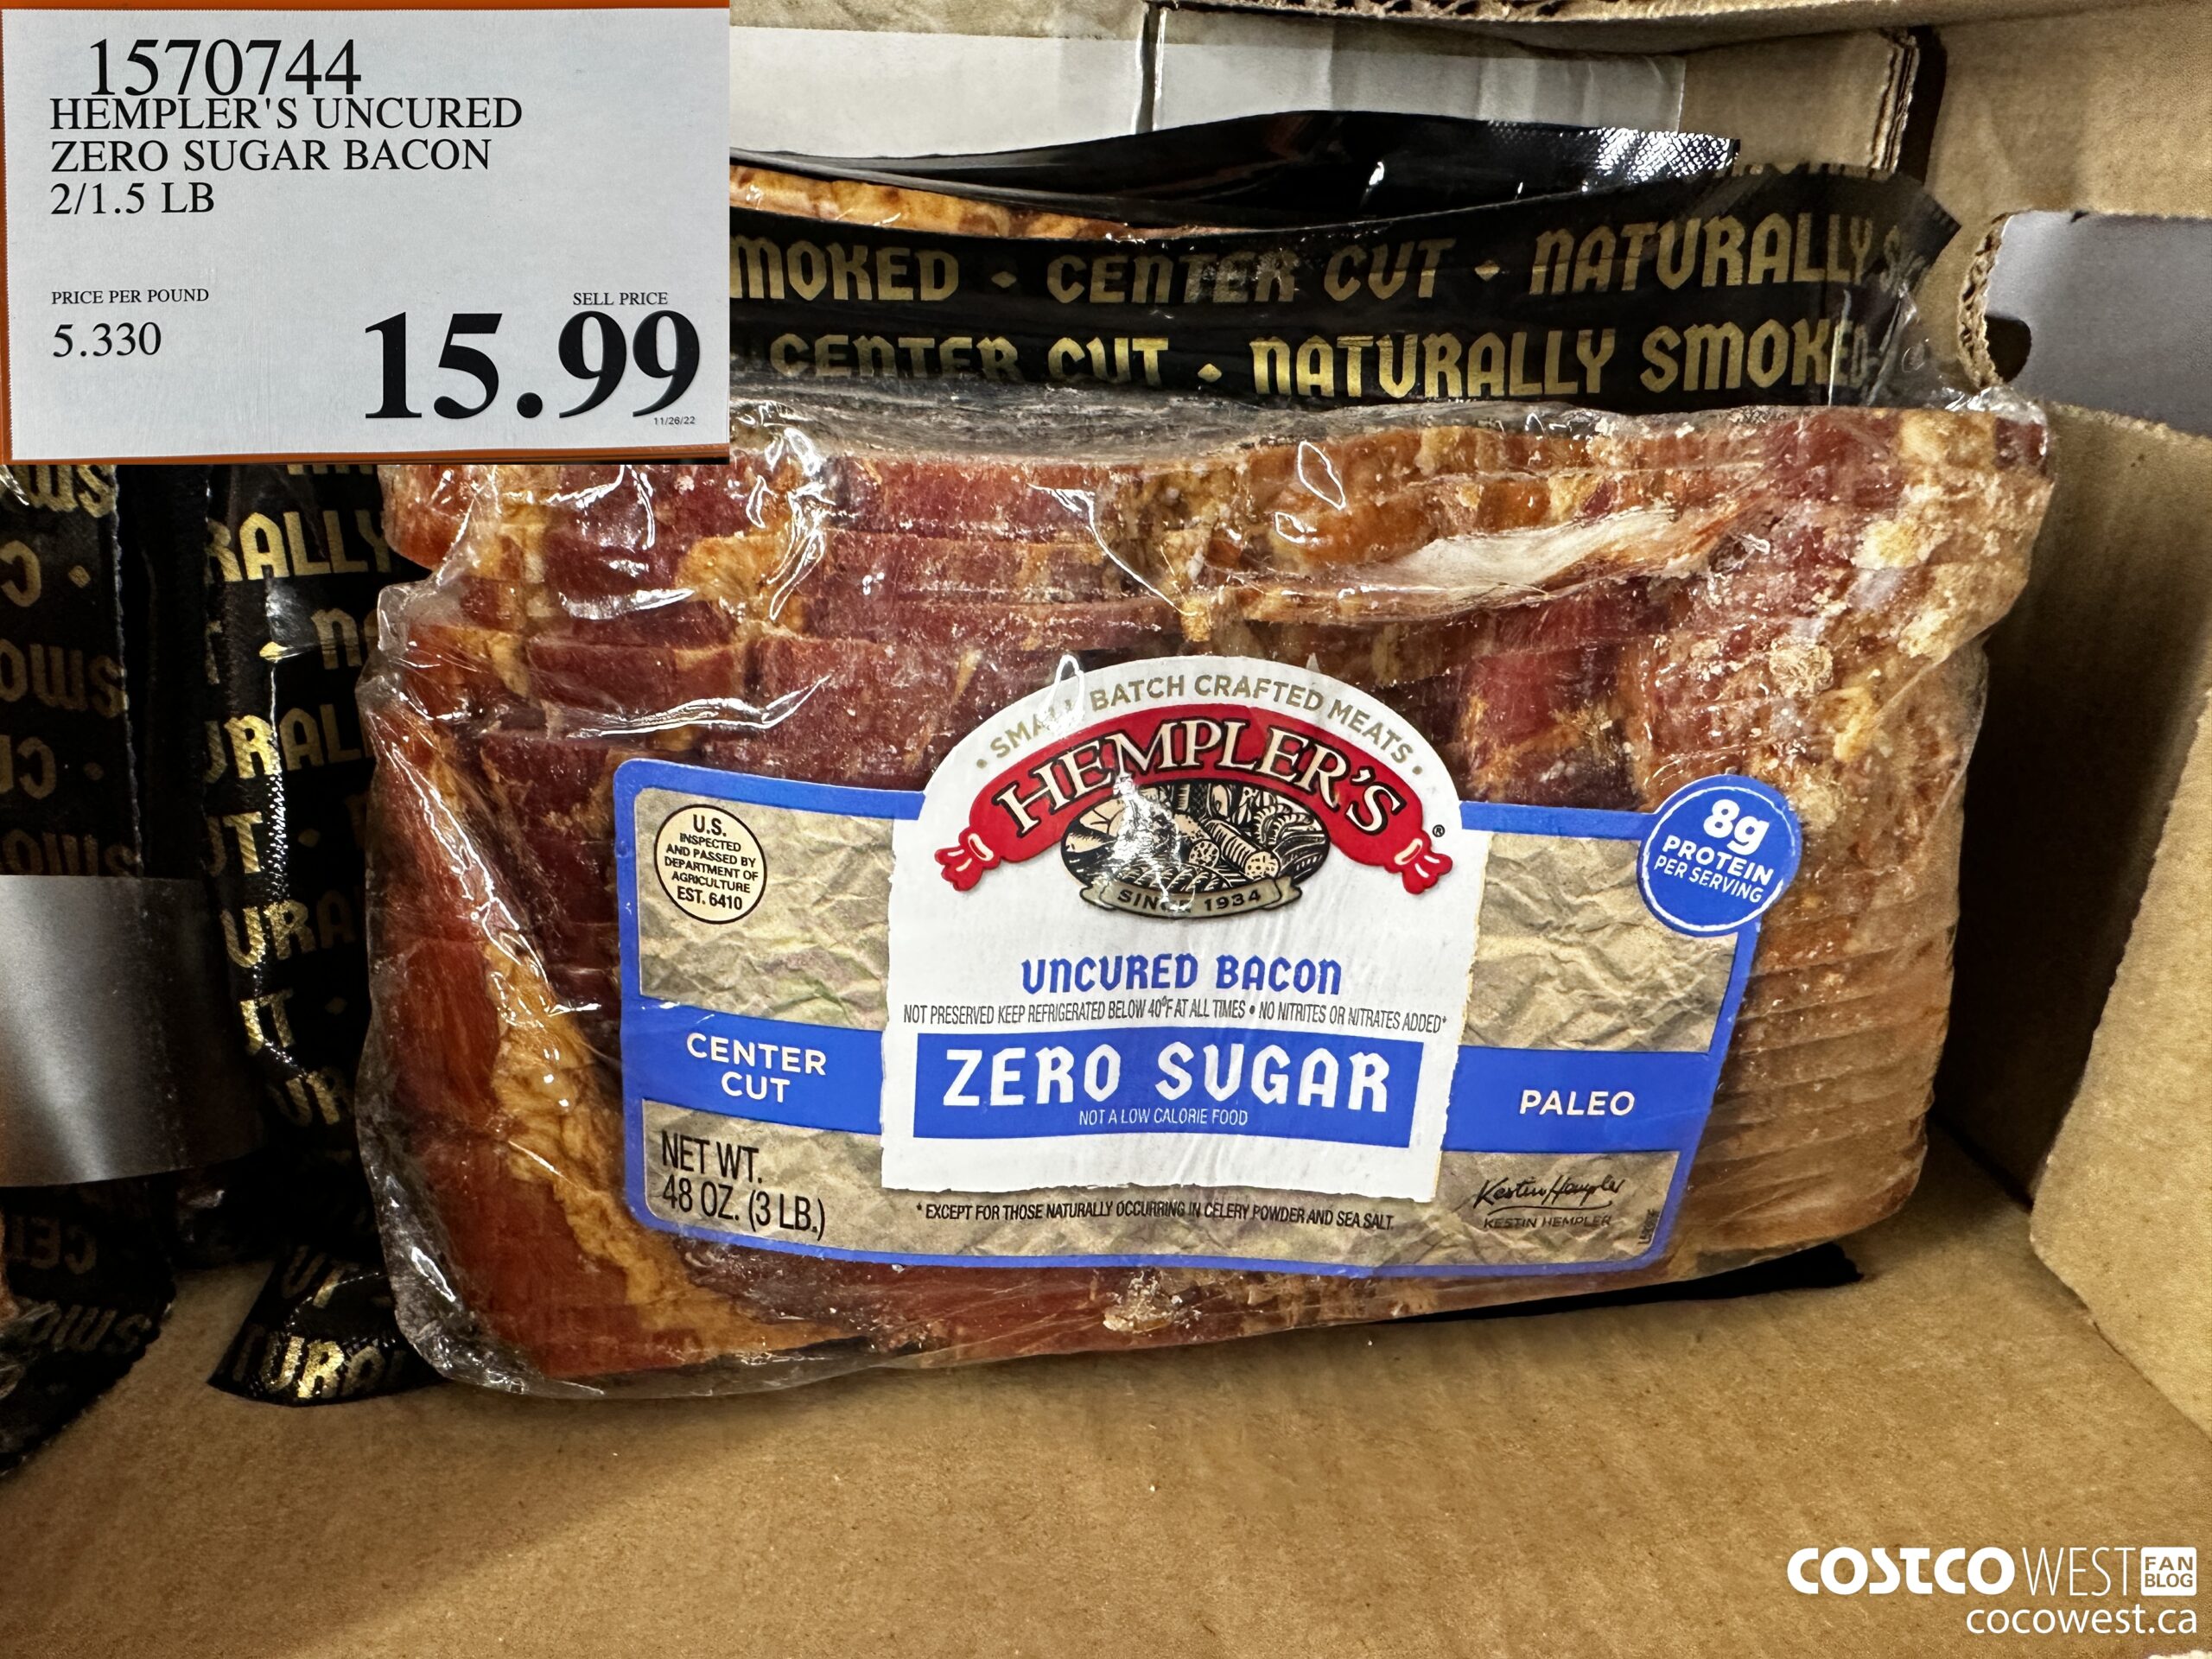 1570744
HEMPLER'S UNCURED
ZERO SUGAR BACON
2/1.5 LB
PRICE PER POUND
5.330
SELL PRICE
15.99
11/26/22
MOKED • CENTER CUT • NATURALLY S
CENTER CUT • NATURALLY SMOKED
RALLY
SMALL BATCH CRAFTED MEATS
HEMPLER'S®
SINCE 1934
U.S.
INSPECTED
AND PASSED BY
DEPARTMENT OF
AGRICULTURE
EST. 6410
8g
PROTEIN
PER SERVING
UNCURED BACON
NOT PRESERVED KEEP REFRIGERATED BELOW 40°F AT ALL TIMES • NO NITRITES OR NITRATES ADDED*
CENTER
CUT
ZERO SUGAR
NOT A LOW CALORIE FOOD
PALEO
NET WT.
48 OZ. (3 LB.)
* EXCEPT FOR THOSE NATURALLY OCCURRING IN CELERY POWDER AND SEA SALT.
Kestin Hempler
KESTIN HEMPLER
COSTCO WEST FAN BLOG
cocowest.ca